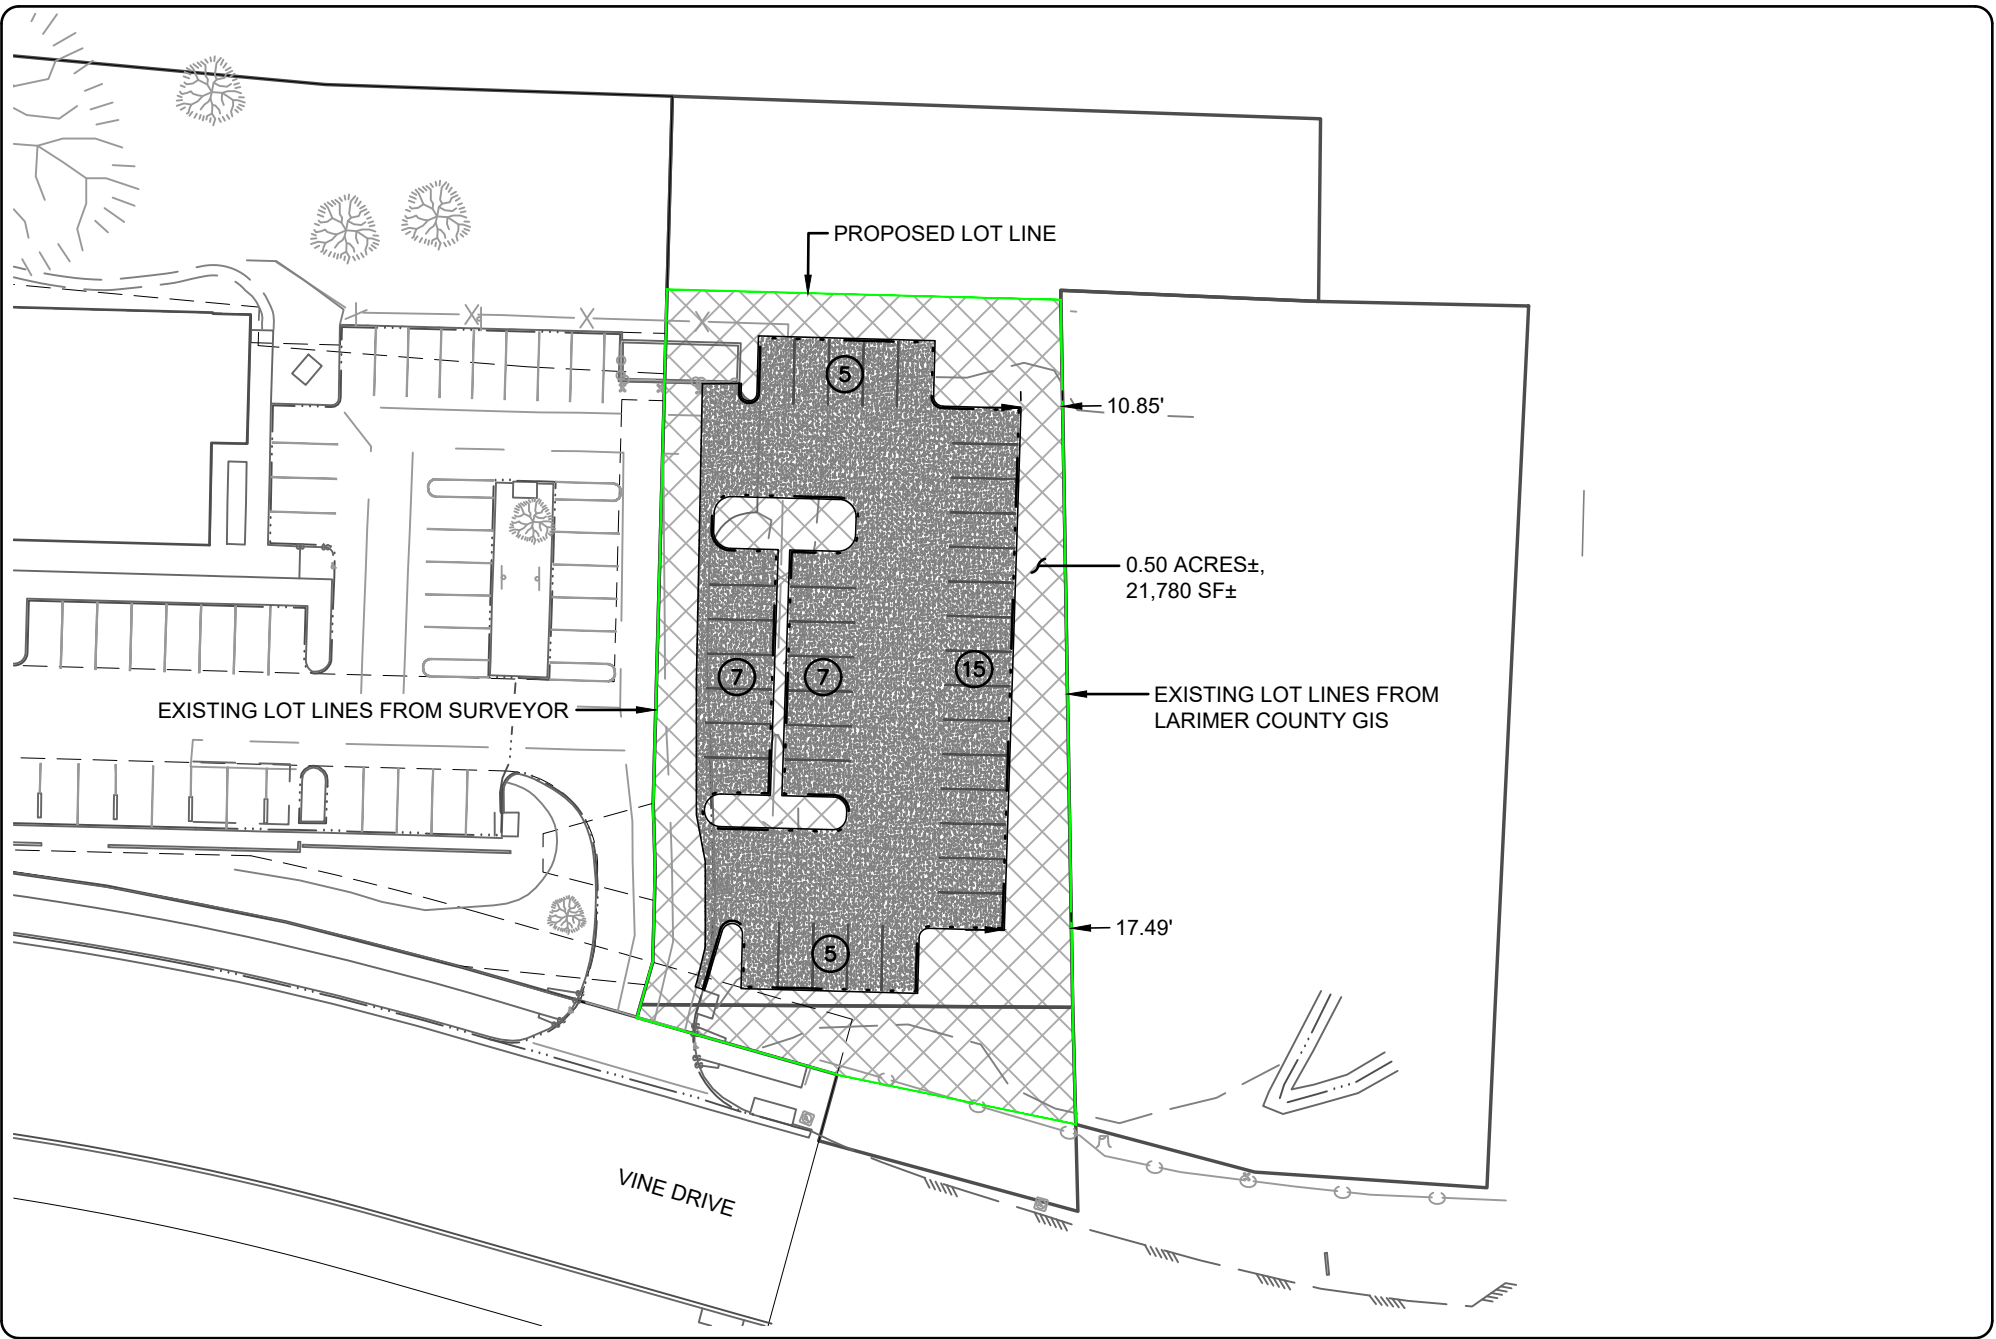 PROPOSED LOT LINE
5
10.85'
0.50 ACRES±,
21,780 SF±
7
7
15
EXISTING LOT LINES FROM
LARIMER COUNTY GIS
EXISTING LOT LINES FROM SURVEYOR
17.49'
5
VINE DRIVE